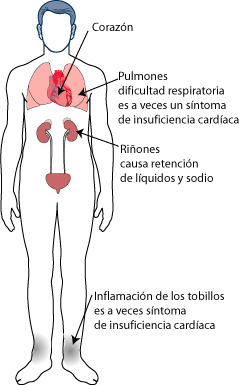 Corazón
Pulmones
dificultad respiratoria
es a veces un síntoma
de insuficiencia cardíaca
Riñones
causa retención
de líquidos y sodio
Inflamación de los tobillos
es a veces síntoma
de insuficiencia cardíaca